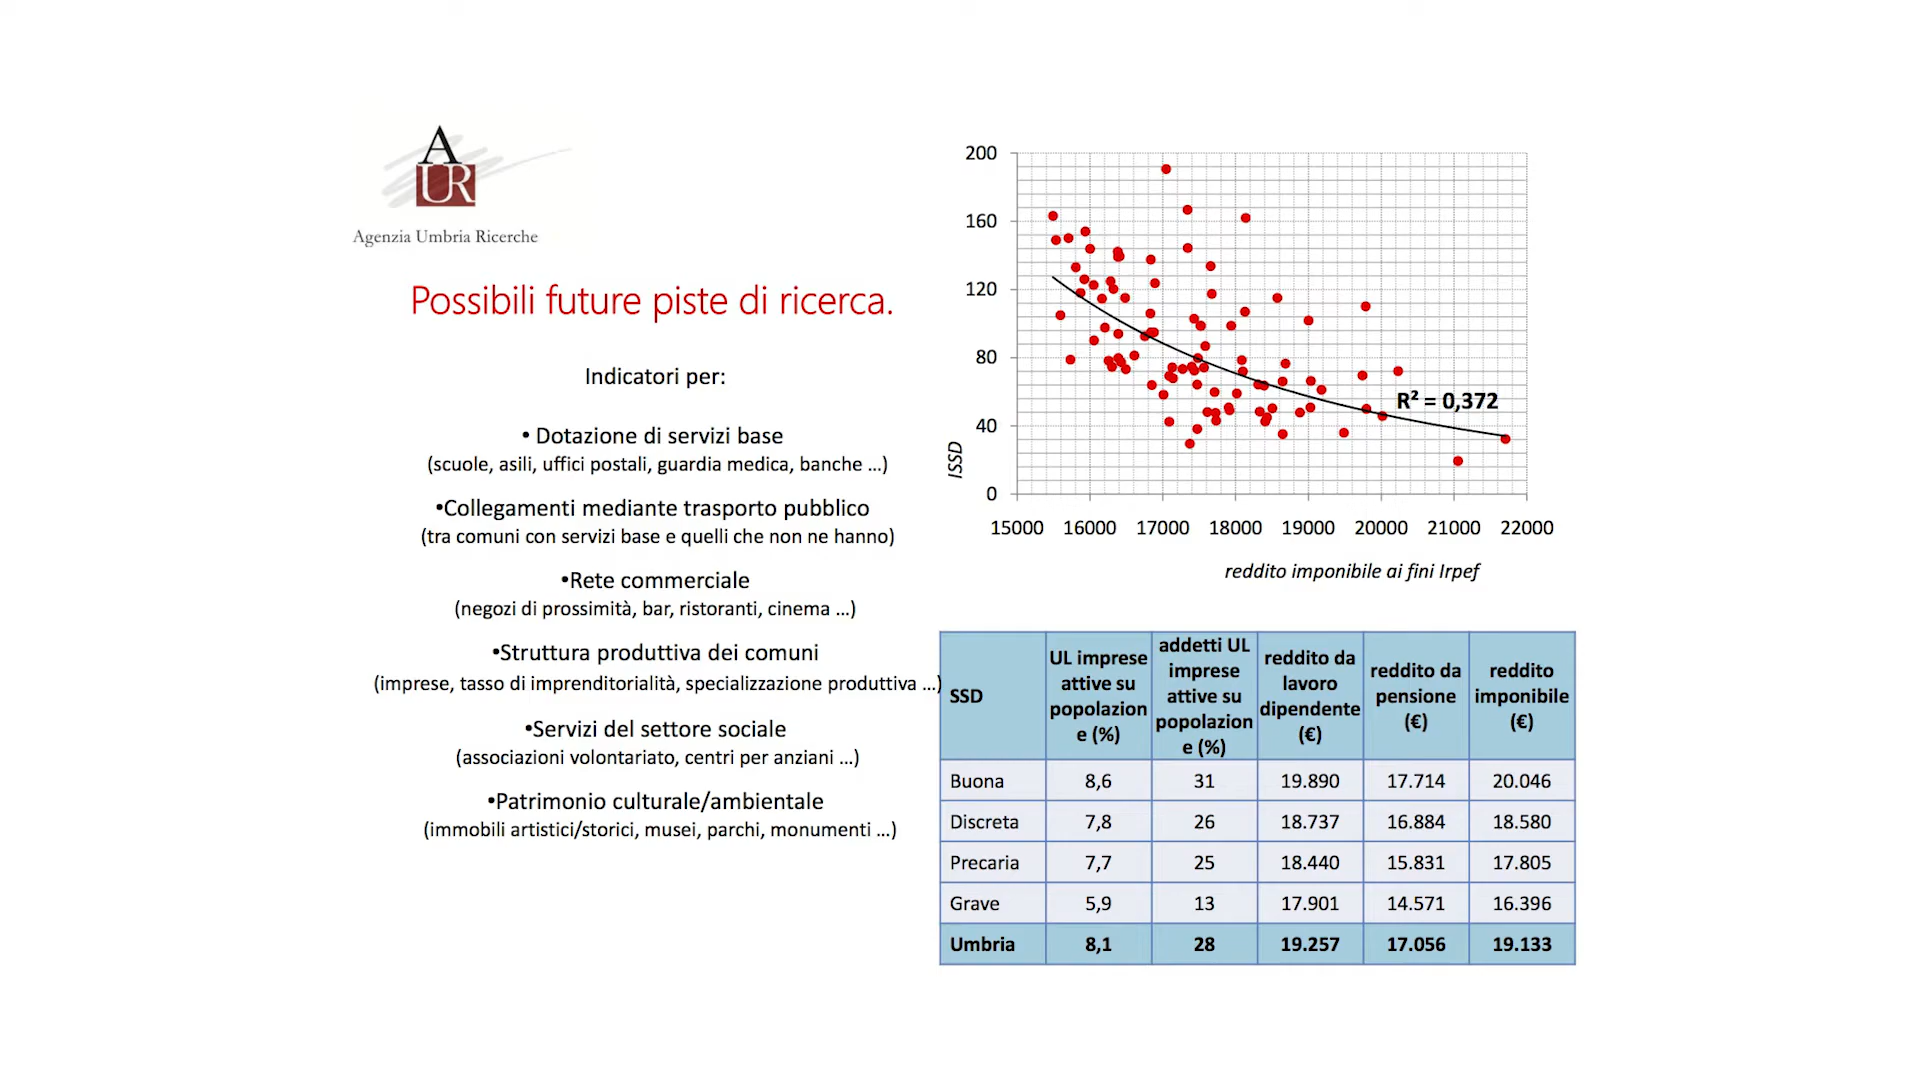 A
UR
Agenzia Umbria Ricerche
Possibili future piste di ricerca.
Indicatori per:
• Dotazione di servizi base
(scuole, asili, uffici postali, guardia medica, banche ...)
•Collegamenti mediante trasporto pubblico
(tra comuni con servizi base e quelli che non ne hanno)
•Rete commerciale
(negozi di prossimità, bar, ristoranti, cinema ...)
•Struttura produttiva dei comuni
(imprese, tasso di imprenditorialità, specializzazione produttiva ...)
•Servizi del settore sociale
(associazioni volontariato, centri per anziani ...)
•Patrimonio culturale/ambientale
(immobili artistici/storici, musei, parchi, monumenti ...)
200
160
120
80
40
0
ISSD
R² = 0,372
15000 16000 17000 18000 19000 20000 21000 22000
reddito imponibile ai fini Irpef
SSD
UL imprese
attive su
popolazion
e (%)
addetti UL
imprese
attive su
popolazion
e (%)
reddito da
lavoro
dipendente
(€)
reddito da
pensione
(€)
reddito
imponibile
(€)
Buona 8,6 31 19.890 17.714 20.046
Discreta 7,8 26 18.737 16.884 18.580
Precaria 7,7 25 18.440 15.831 17.805
Grave 5,9 13 17.901 14.571 16.396
Umbria 8,1 28 19.257 17.056 19.133